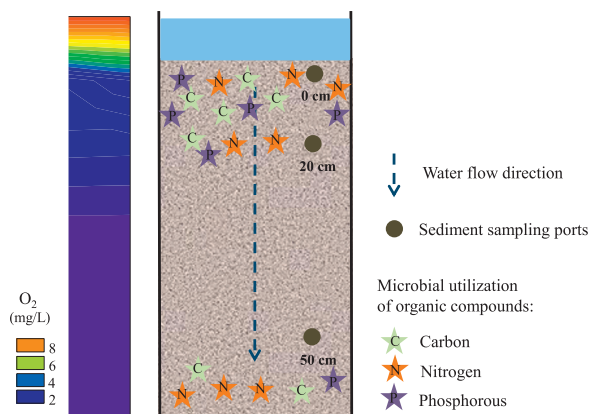 P N C N N
C C 0 cm
P C P P
C N N
P 20 cm
Water flow direction
Sediment sampling ports
Microbial utilization
of organic compounds:
C Carbon
N Nitrogen
P Phosphorous
O2
(mg/L)
8
6
4
2
50 cm
C P
N N N C